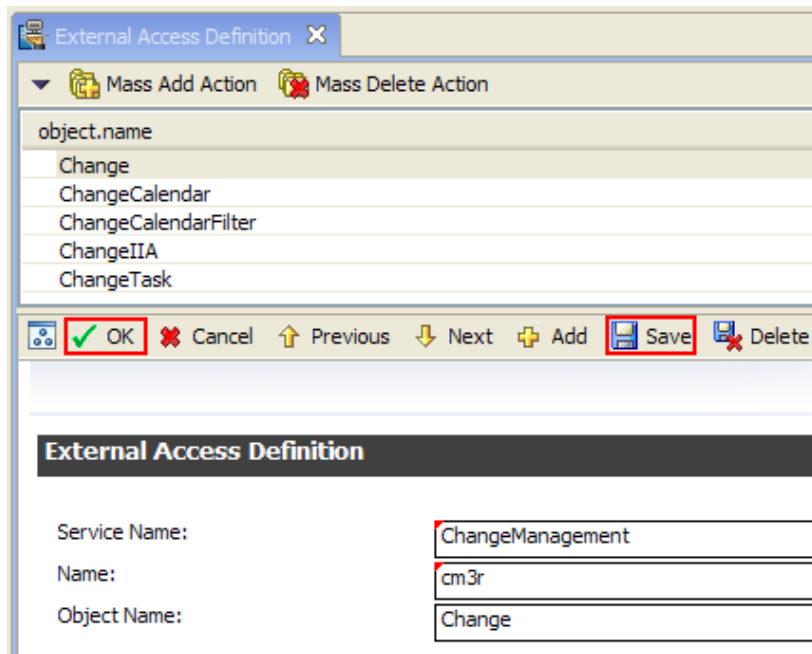 External Access Definition
Mass Add Action Mass Delete Action
object.name
Change
ChangeCalendar
ChangeCalendarFilter
ChangeIIA
ChangeTask
OK Cancel Previous Next Add Save Delete
External Access Definition
Service Name: ChangeManagement
Name: cm3r
Object Name: Change